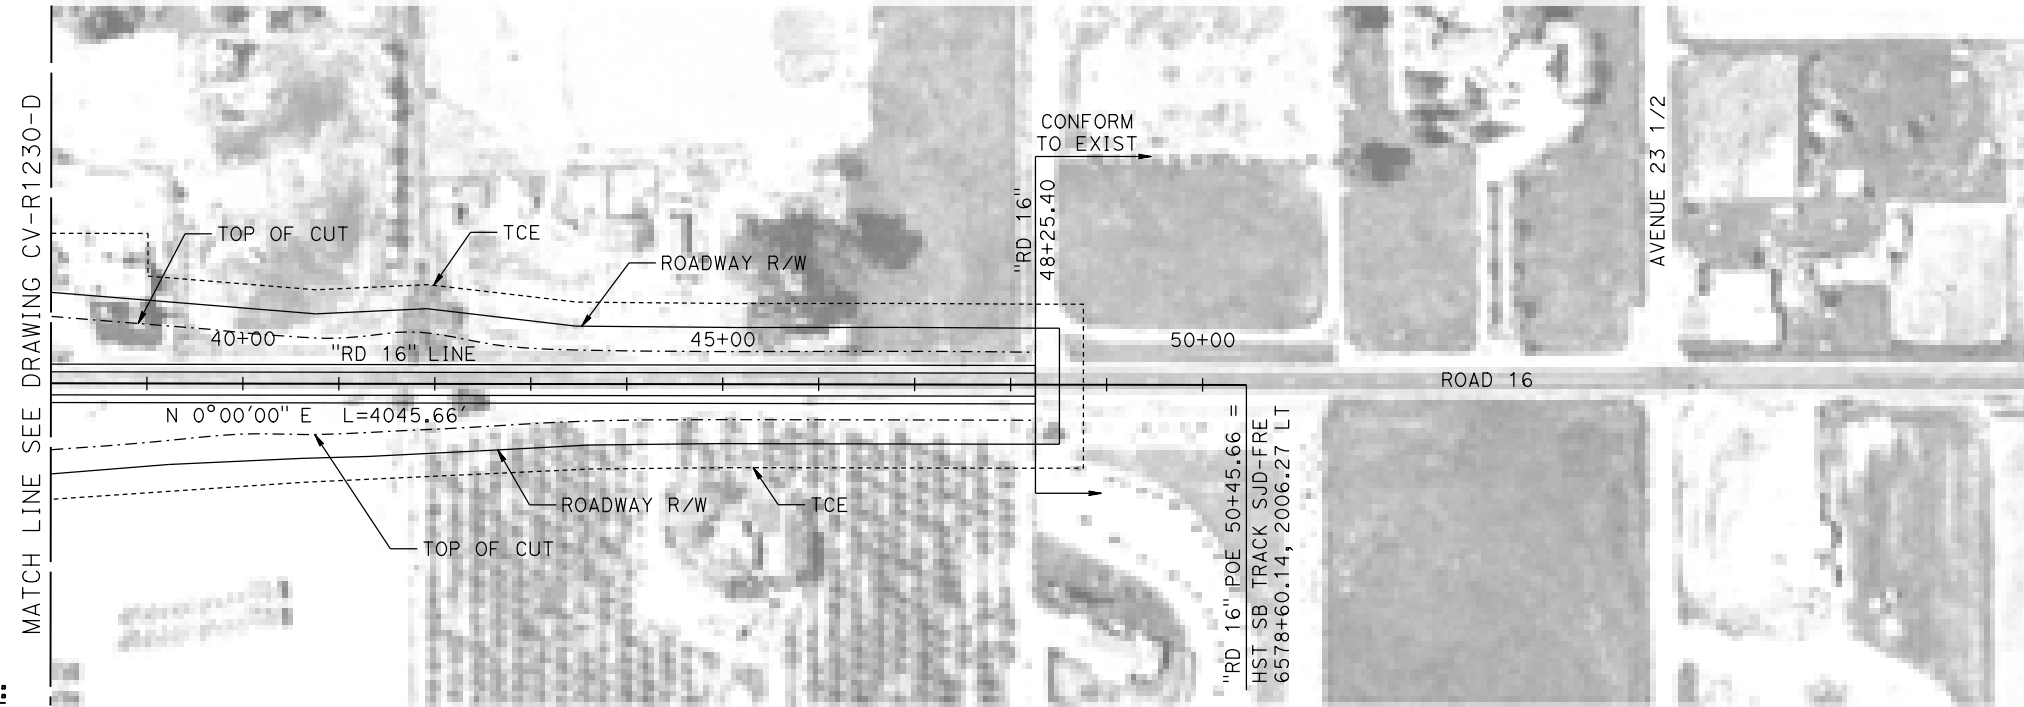 MATCH LINE SEE DRAWING CV-R1230-D
TOP OF CUT
TCE
ROADWAY R/W
CONFORM
TO EXIST
"RD 16"
48+25.40
AVENUE 23 1/2
40+00
45+00
50+00
"RD 16" LINE
ROAD 16
N 0°00'00" E L=4045.66'
ROADWAY R/W
TCE
TOP OF CUT
"RD 16" POE 50+45.66 =
HST SB TRACK SJD-FRE
6578+60.14, 2006.27 LT